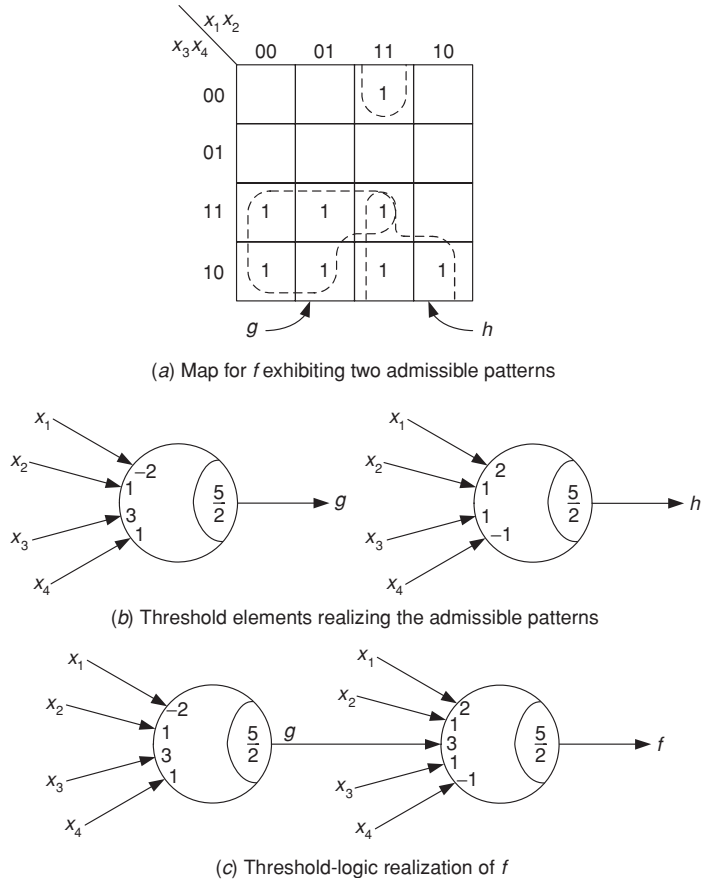 x1x2
x3x4
00 01 11 10
00 1
01
11 1 1 1
10 1 1 1 1
g h
(a) Map for f exhibiting two admissible patterns
x1 x1
x2 −2 x2 2
1 5/2 g 1 5/2 h
x3 3 x3 1
x4 1 x4 −1
(b) Threshold elements realizing the admissible patterns
x1 x1
x2 −2 x2 2
1 5/2 g 1 5/2 f
3 3
x3 1 x3 1
x4 x4 −1
(c) Threshold-logic realization of f